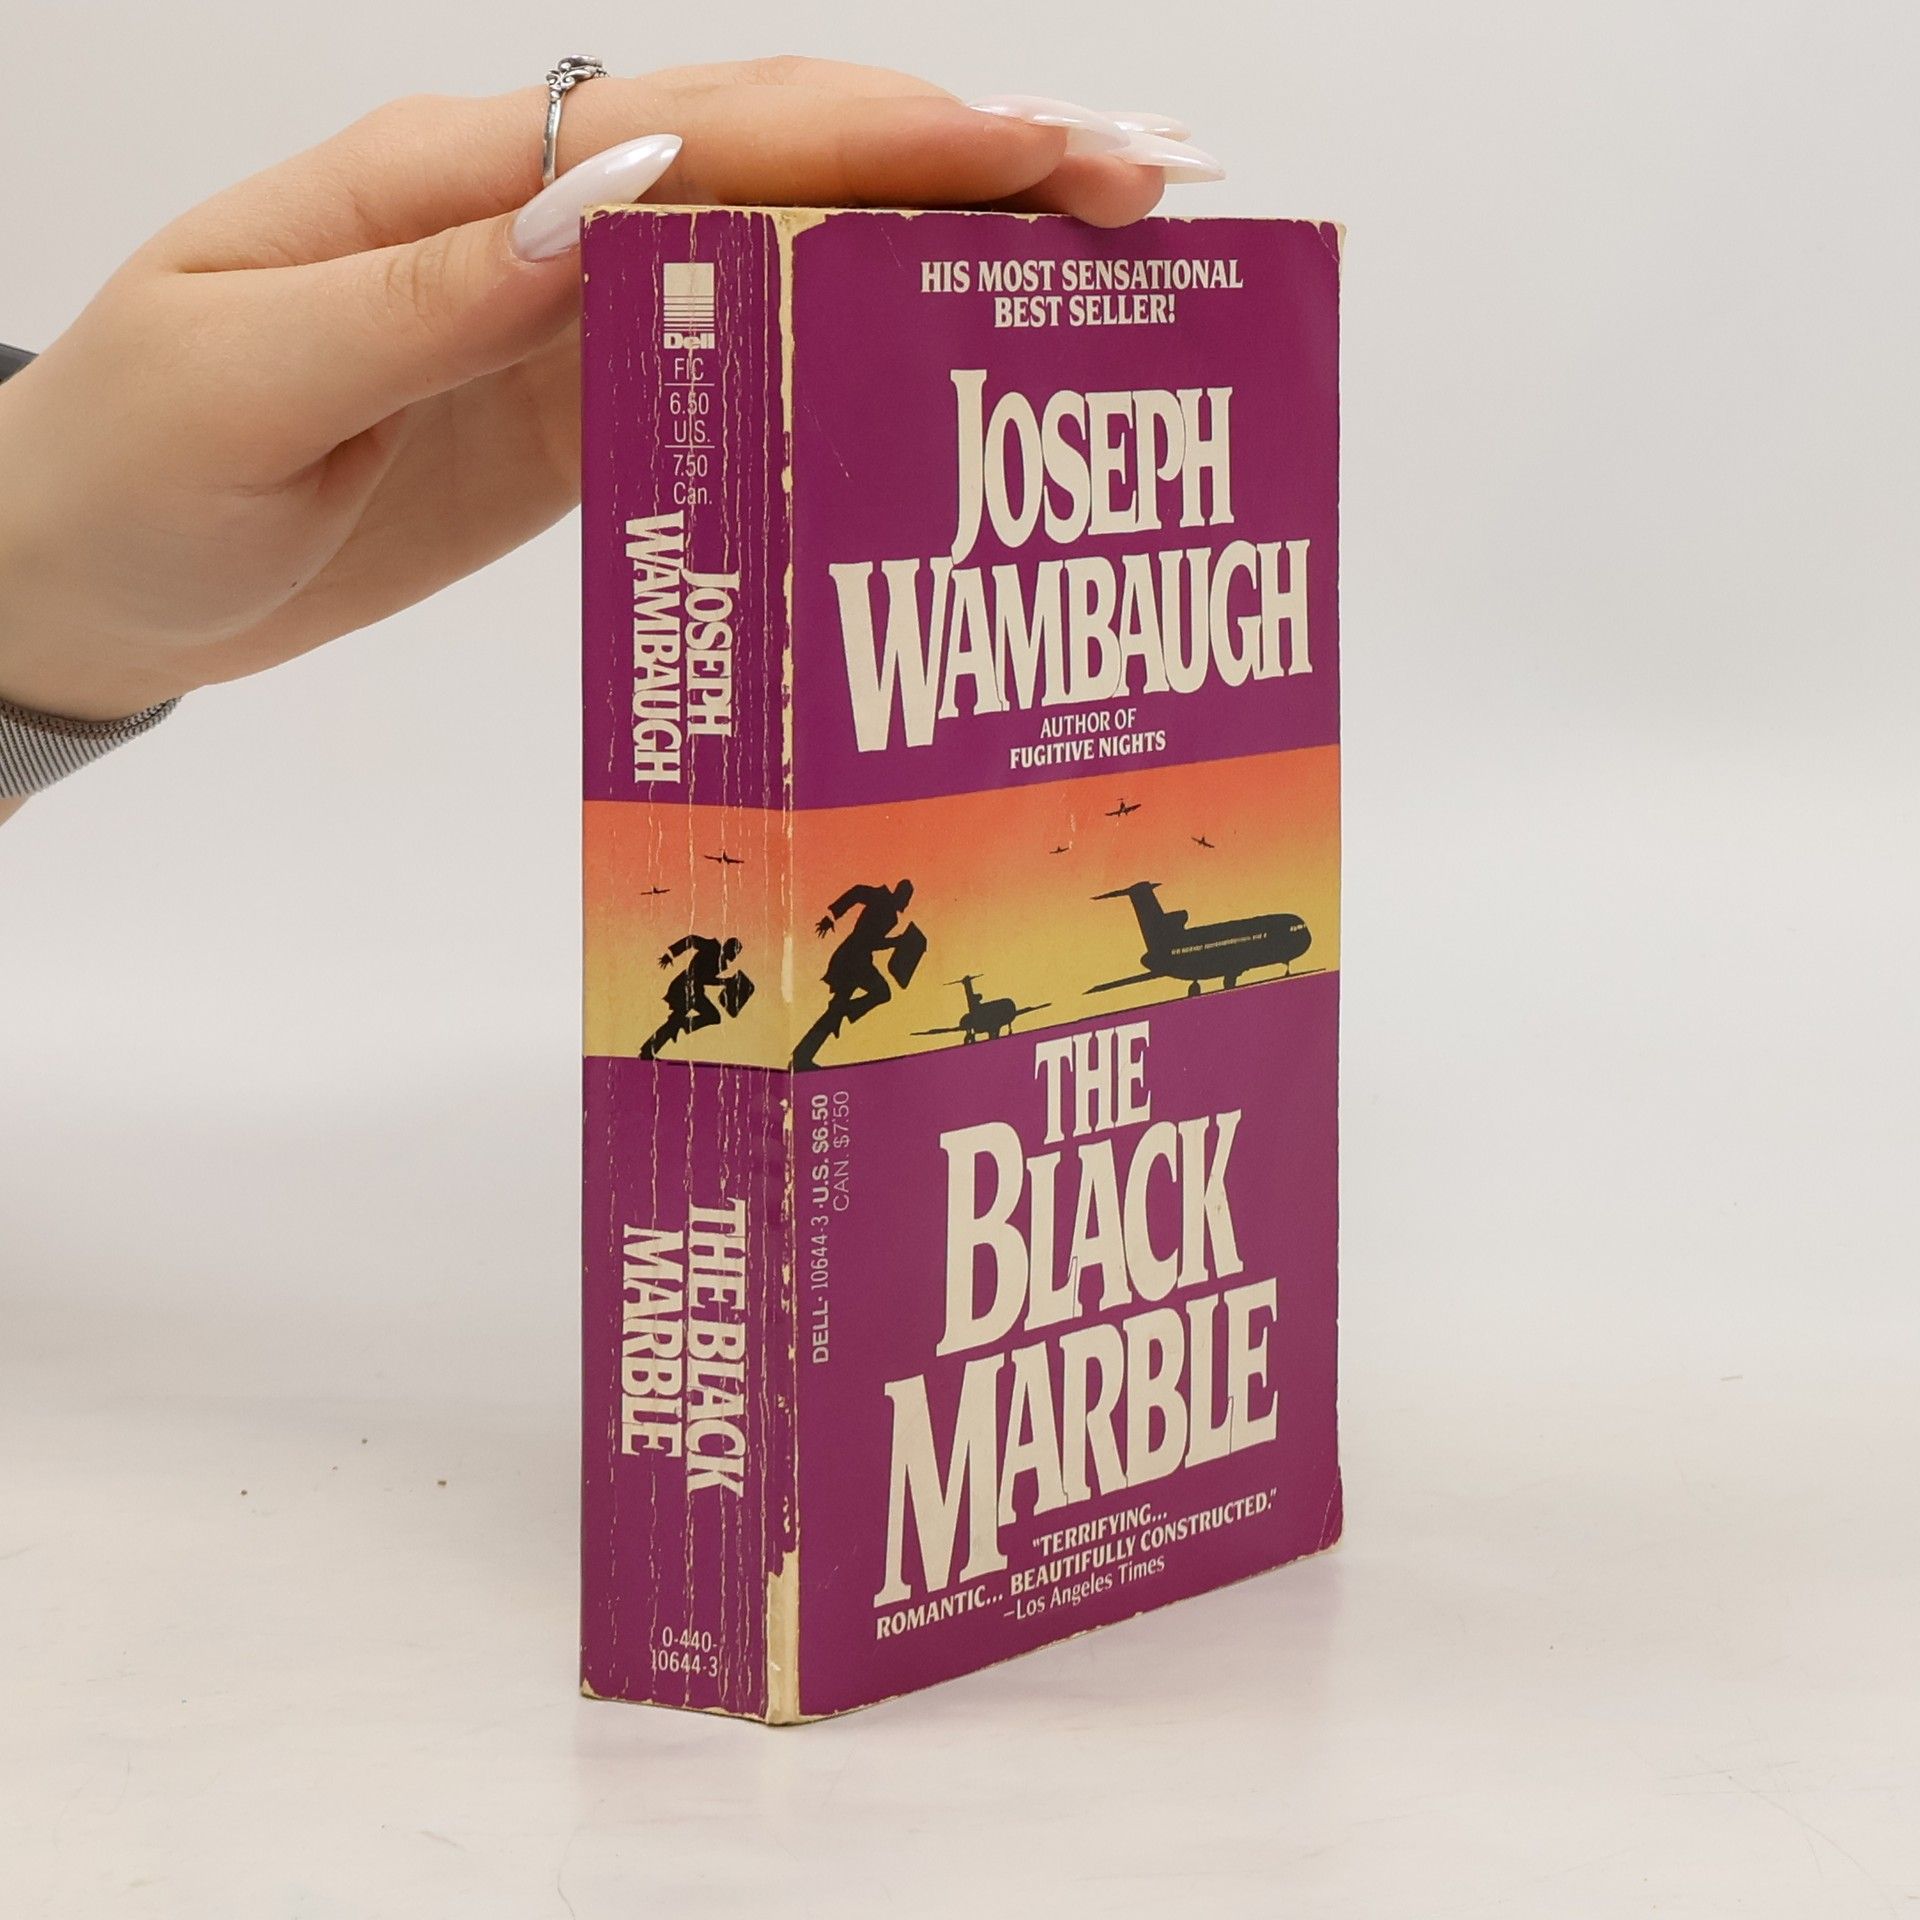 Dell
FIC
6.50
U.S.
7.50
Can.
JOSEPH
WAMBAUGH
THE BLACK
MARBLE
0-440-
10644-3
HIS MOST SENSATIONAL
BEST SELLER!
JOSEPH
WAMBAUGH
AUTHOR OF
FUGITIVE NIGHTS
DELL • 10644-3 • U.S. $6.50
CAN. $7.50
THE
BLACK
MARBLE
"TERRIFYING...
ROMANTIC... BEAUTIFULLY CONSTRUCTED."
–Los Angeles Times